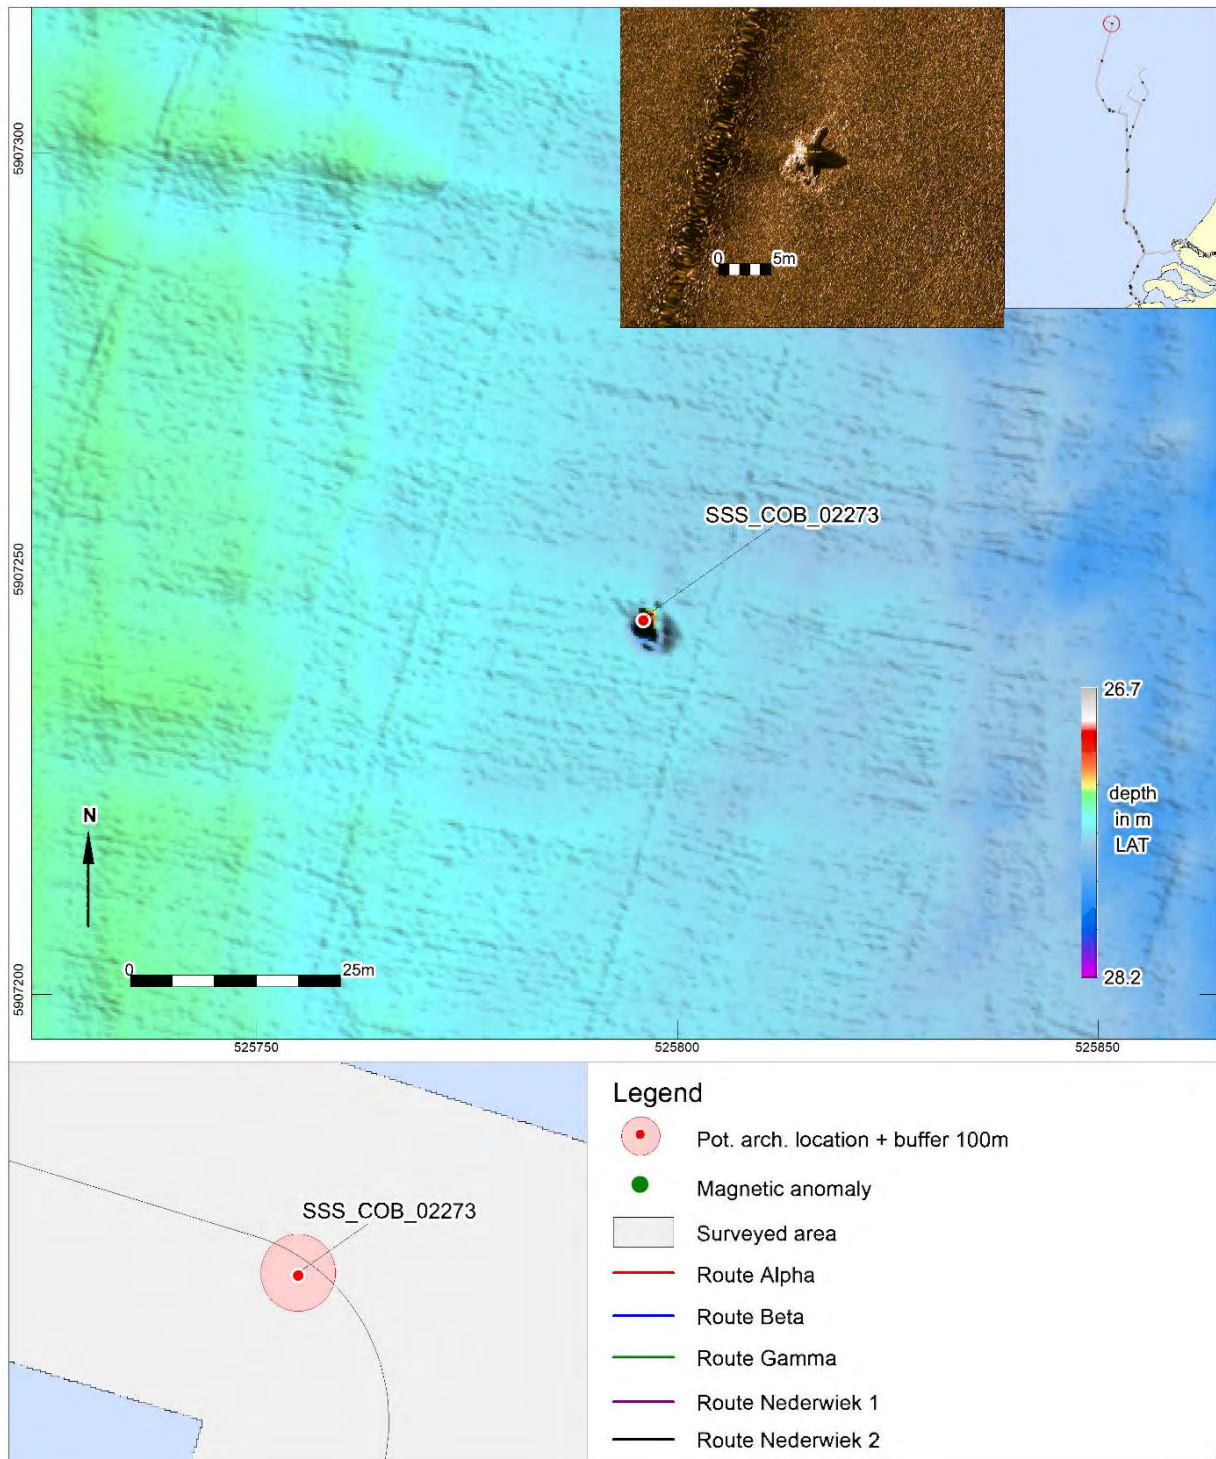 5907300
5907250
5907200
0 5m
SSS_COB_02273
26.7
depth
in m
LAT
28.2
N
0 25m
525750 525800 525850
SSS_COB_02273
Legend
Pot. arch. location + buffer 100m
Magnetic anomaly
Surveyed area
Route Alpha
Route Beta
Route Gamma
Route Nederwiek 1
Route Nederwiek 2